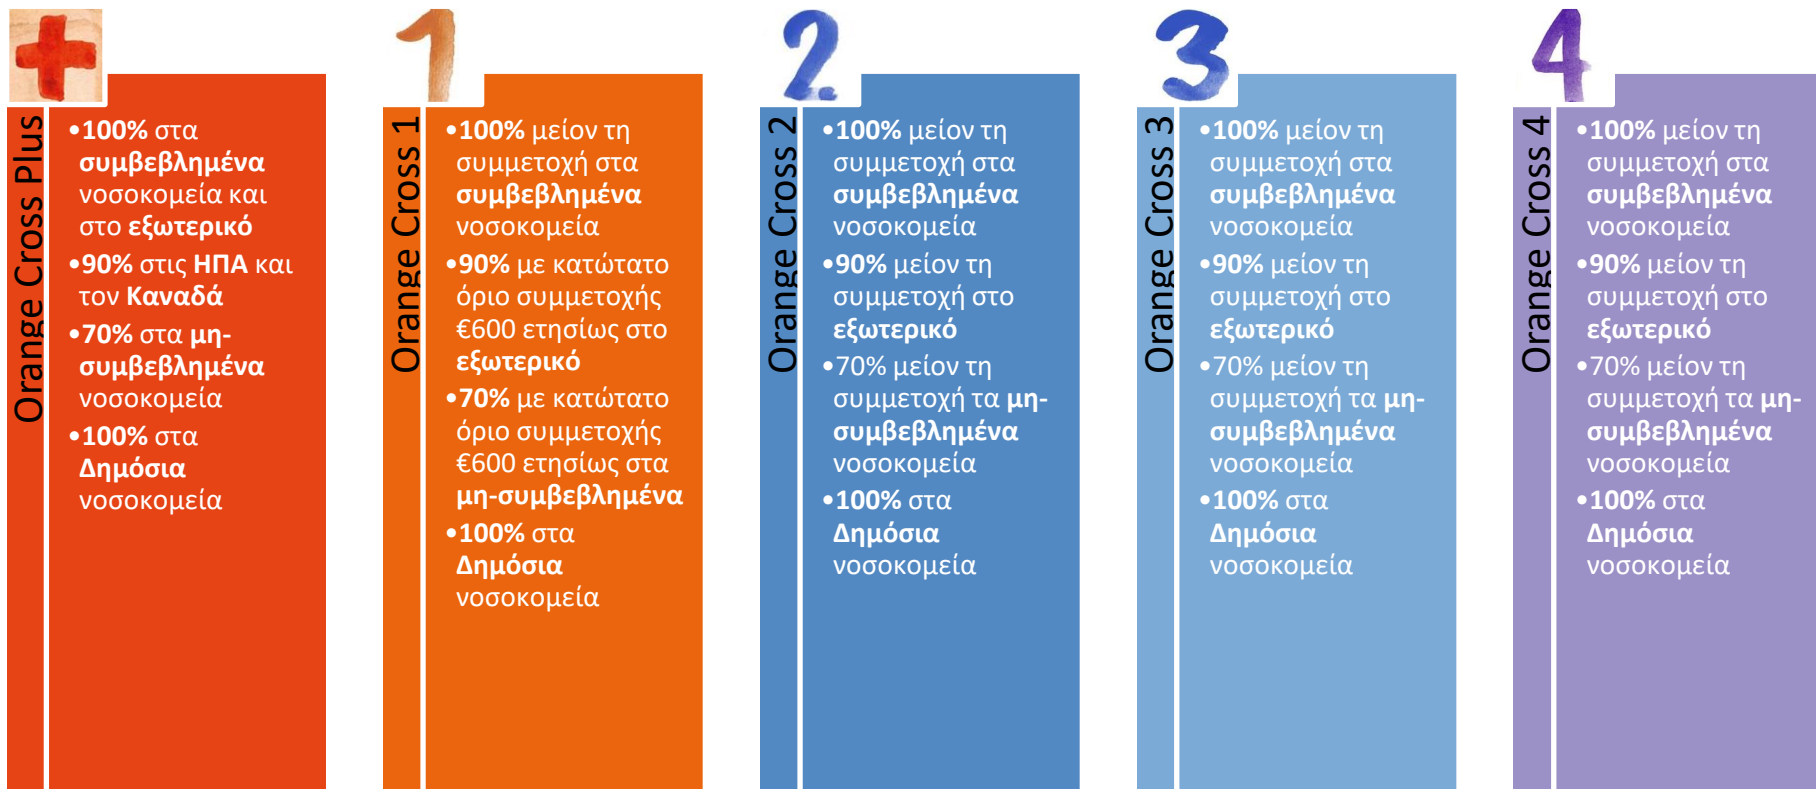 Orange Cross Plus
•100% στα
συμβεβλημένα
νοσοκομεία και
στο εξωτερικό
•90% στις ΗΠΑ και
τον Καναδά
•70% στα μη-
συμβεβλημένα
νοσοκομεία
•100% στα
Δημόσια
νοσοκομεία
1
Orange Cross 1
•100% μείον τη
συμμετοχή στα
συμβεβλημένα
νοσοκομεία
•90% με κατώτατο
όριο συμμετοχής
€600 ετησίως στο
εξωτερικό
•70% με κατώτατο
όριο συμμετοχής
€600 ετησίως στα
μη-συμβεβλημένα
•100% στα
Δημόσια
νοσοκομεία
2
Orange Cross 2
•100% μείον τη
συμμετοχή στα
συμβεβλημένα
νοσοκομεία
•90% μείον τη
συμμετοχή στο
εξωτερικό
•70% μείον τη
συμμετοχή τα μη-
συμβεβλημένα
νοσοκομεία
•100% στα
Δημόσια
νοσοκομεία
3
Orange Cross 3
•100% μείον τη
συμμετοχή στα
συμβεβλημένα
νοσοκομεία
•90% μείον τη
συμμετοχή στο
εξωτερικό
•70% μείον τη
συμμετοχή τα μη-
συμβεβλημένα
νοσοκομεία
•100% στα
Δημόσια
νοσοκομεία
4
Orange Cross 4
•100% μείον τη
συμμετοχή στα
συμβεβλημένα
νοσοκομεία
•90% μείον τη
συμμετοχή στο
εξωτερικό
•70% μείον τη
συμμετοχή τα μη-
συμβεβλημένα
νοσοκομεία
•100% στα
Δημόσια
νοσοκομεία